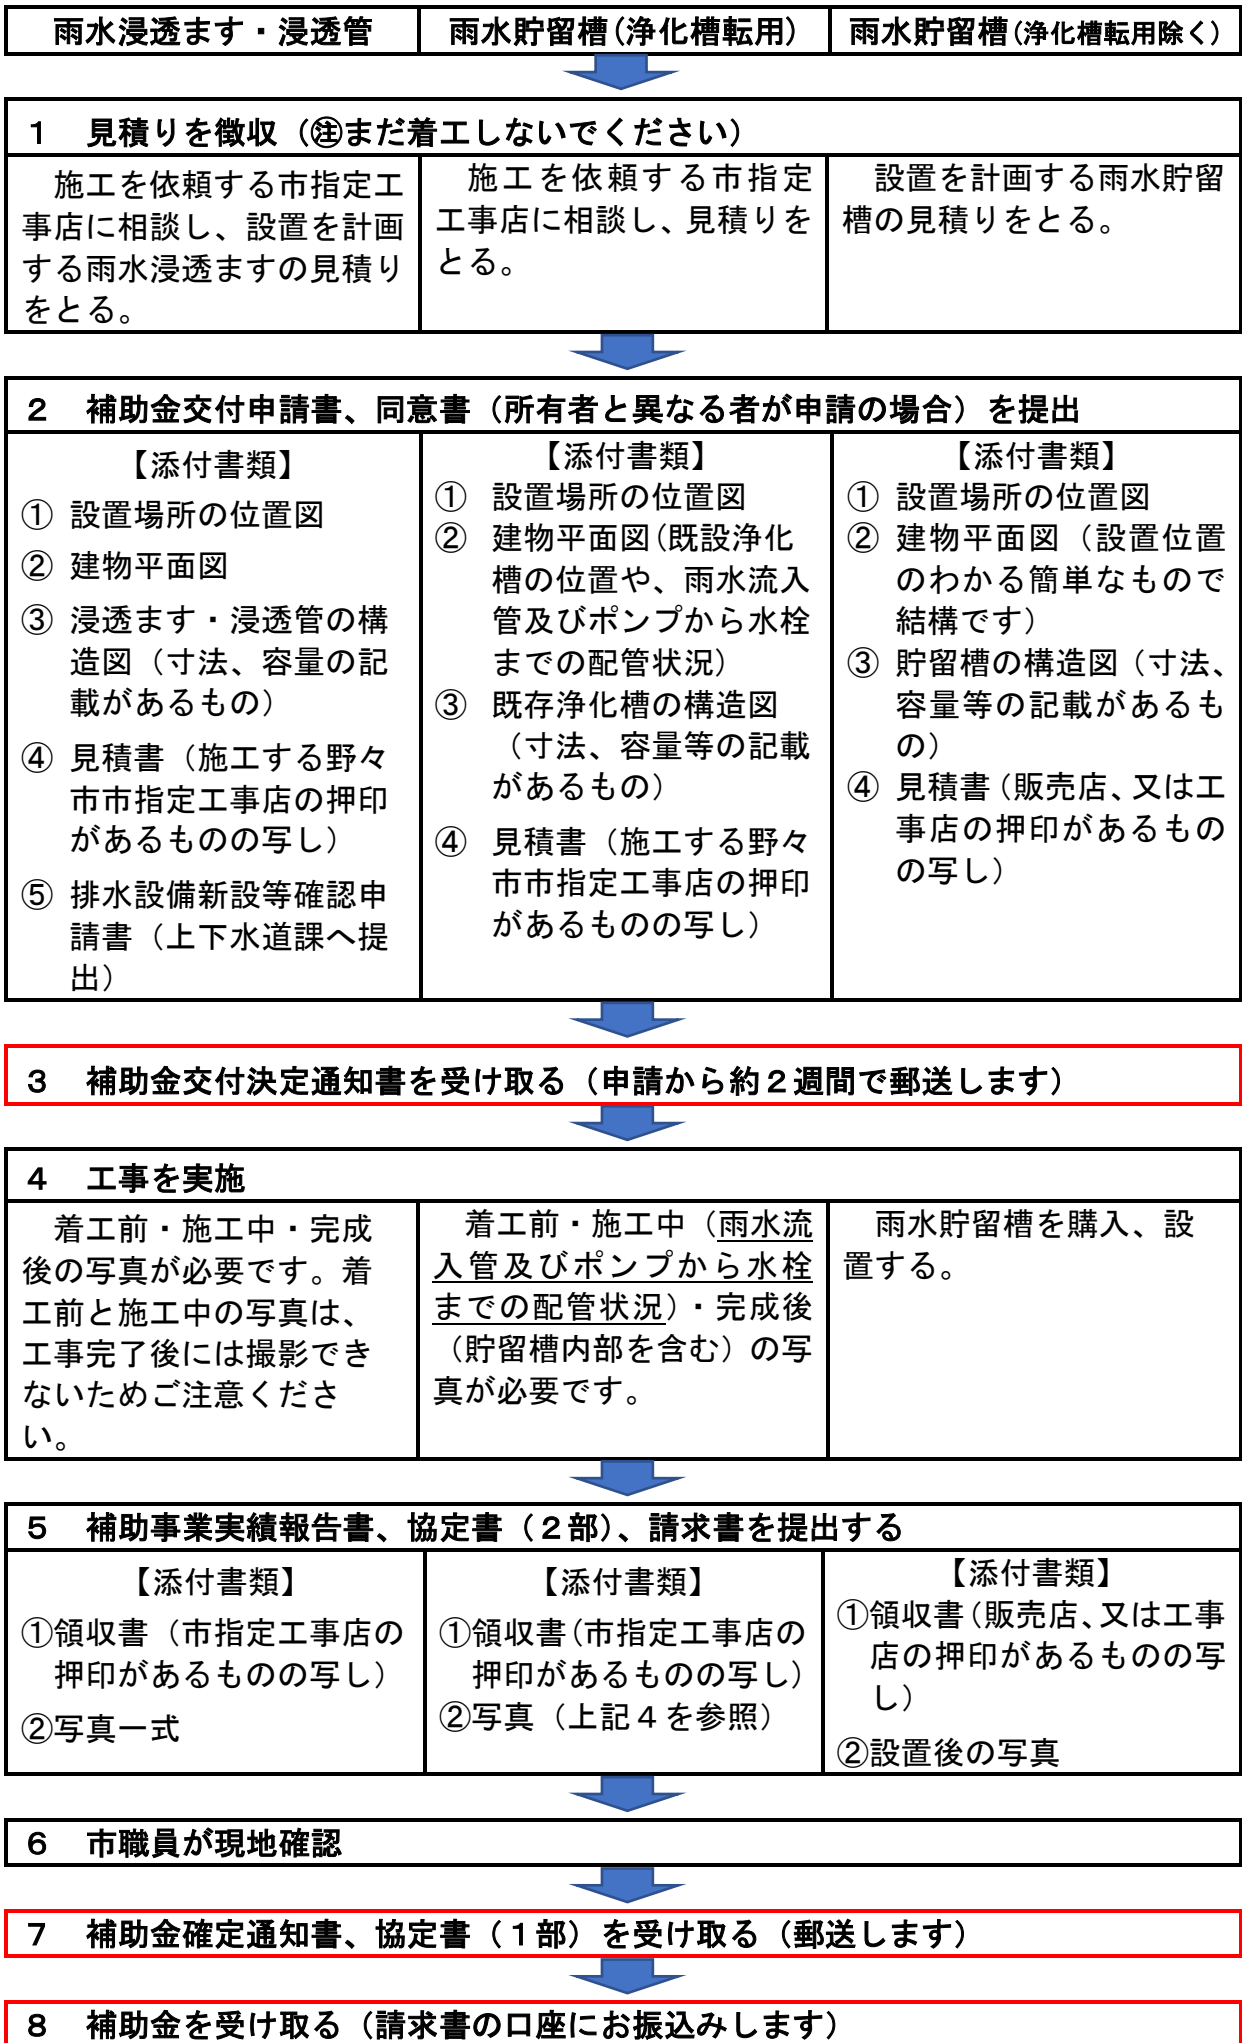 雨水浸透ます・浸透管
雨水貯留槽(浄化槽転用)
雨水貯留槽(浄化槽転用除く)
１　見積りを徴収（㊟まだ着工しないでください）
施工を依頼する市指定工
事店に相談し、設置を計画
する雨水浸透ますの見積り
をとる。
施工を依頼する市指定
工事店に相談し、見積りを
とる。
設置を計画する雨水貯留
槽の見積りをとる。
２　補助金交付申請書、同意書（所有者と異なる者が申請の場合）を提出
【添付書類】
① 設置場所の位置図
② 建物平面図
③ 浸透ます・浸透管の構
造図（寸法、容量の記
載があるもの）
④ 見積書（施工する野々
市市指定工事店の押印
があるものの写し）
⑤ 排水設備新設等確認申
請書（上下水道課へ提
出）
【添付書類】
① 設置場所の位置図
② 建物平面図（既設浄化
槽の位置や、雨水流入
管及びポンプから水栓
までの配管状況）
③ 既存浄化槽の構造図
（寸法、容量等の記載
があるもの）
④ 見積書（施工する野々
市市指定工事店の押印
があるものの写し）
【添付書類】
① 設置場所の位置図
② 建物平面図（設置位置
のわかる簡単なもので
結構です）
③ 貯留槽の構造図（寸法、
容量等の記載があるも
の）
④ 見積書（販売店、又は工
事店の押印があるもの
の写し）
３　補助金交付決定通知書を受け取る（申請から約２週間で郵送します）
４　工事を実施
着工前・施工中・完成
後の写真が必要です。着
工前と施工中の写真は、
工事完了後には撮影でき
ないためご注意くださ
い。
着工前・施工中（雨水流
入管及びポンプから水栓
までの配管状況）・完成後
（貯留槽内部を含む）の写
真が必要です。
雨水貯留槽を購入、設
置する。
５　補助事業実績報告書、協定書（２部）、請求書を提出する
【添付書類】
①領収書（市指定工事店の
押印があるものの写し）
②写真一式
【添付書類】
①領収書（市指定工事店の
押印があるものの写し）
②写真（上記４を参照）
【添付書類】
①領収書（販売店、又は工事
店の押印があるものの写
し）
②設置後の写真
６　市職員が現地確認
７　補助金確定通知書、協定書（１部）を受け取る（郵送します）
８　補助金を受け取る（請求書の口座にお振込みします）